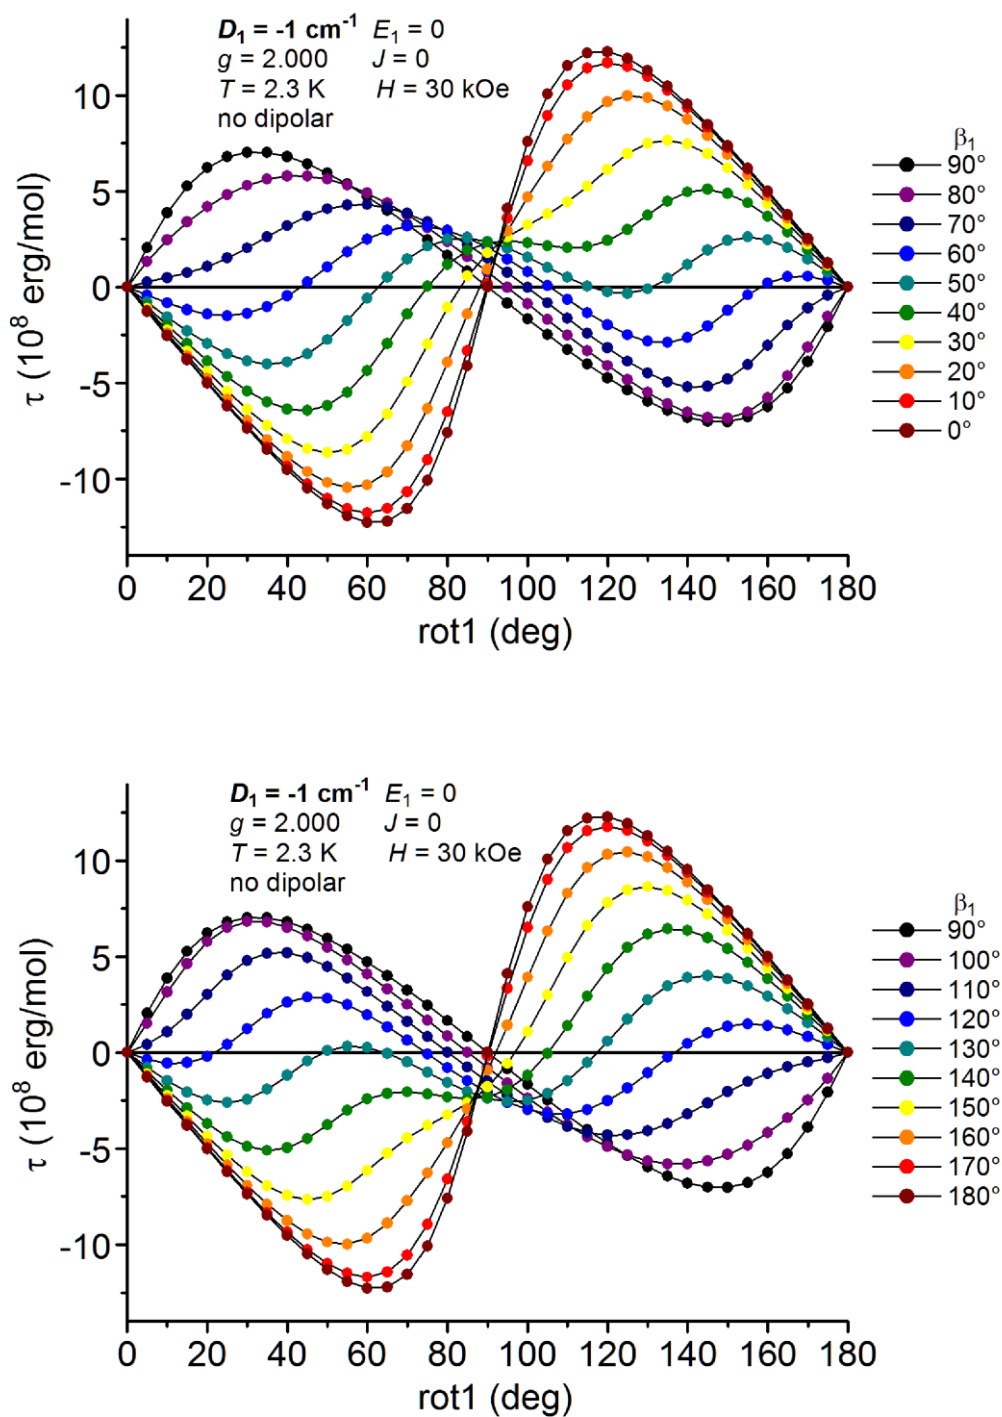 D₁ = -1 cm⁻¹ E₁ = 0
g = 2.000 J = 0
T = 2.3 K H = 30 kOe
no dipolar
10
5
0
-5
-10
τ (10⁸ erg/mol)
0 20 40 60 80 100 120 140 160 180
rot1 (deg)
β₁
90°
80°
70°
60°
50°
40°
30°
20°
10°
0°
D₁ = -1 cm⁻¹ E₁ = 0
g = 2.000 J = 0
T = 2.3 K H = 30 kOe
no dipolar
10
5
0
-5
-10
τ (10⁸ erg/mol)
0 20 40 60 80 100 120 140 160 180
rot1 (deg)
β₁
90°
100°
110°
120°
130°
140°
150°
160°
170°
180°